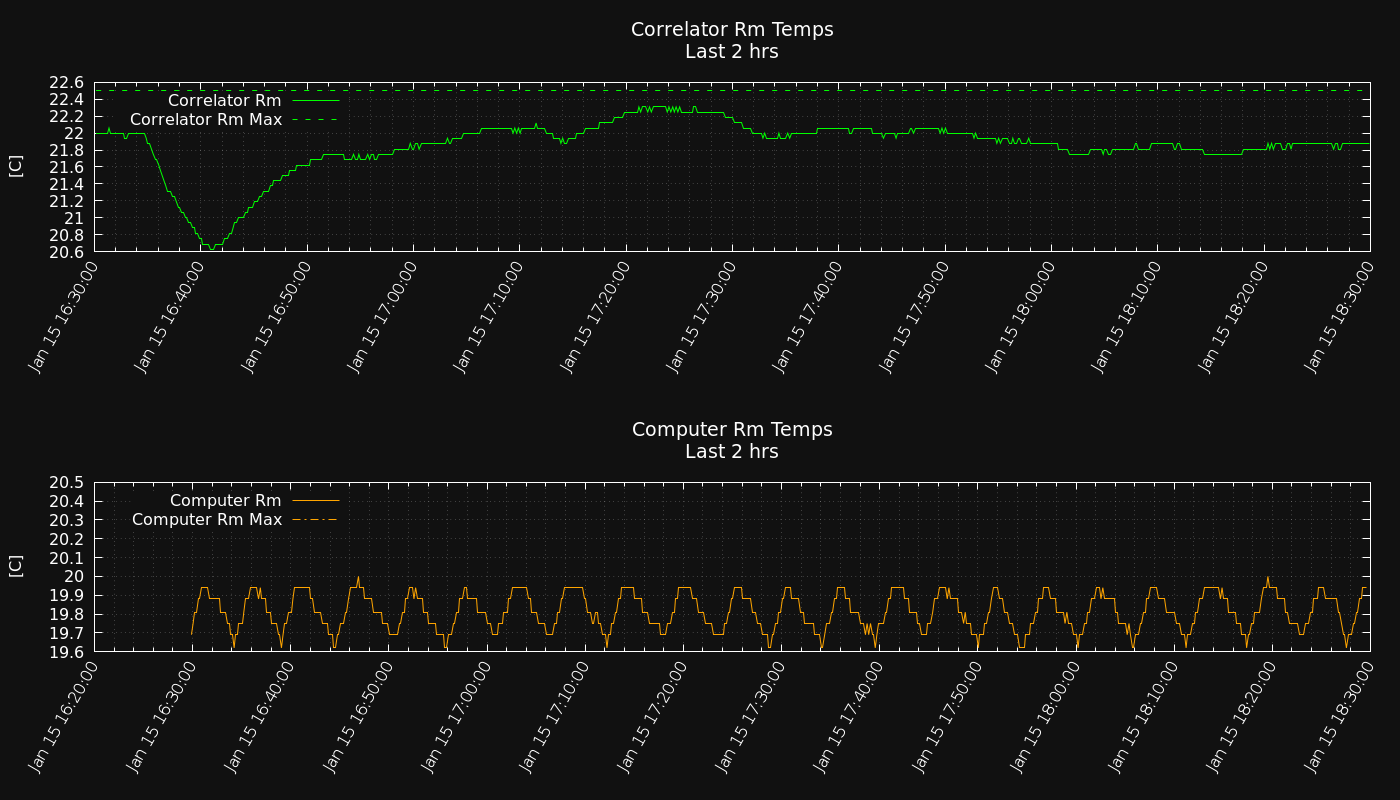 Correlator Rm Temps
Last 2 hrs
22.6
22.4
22.2
22
21.8
21.6
21.4
21.2
21
20.8
20.6
[C]
Correlator Rm
Correlator Rm Max
Jan 15 16:30:00
Jan 15 16:40:00
Jan 15 16:50:00
Jan 15 17:00:00
Jan 15 17:10:00
Jan 15 17:20:00
Jan 15 17:30:00
Jan 15 17:40:00
Jan 15 17:50:00
Jan 15 18:00:00
Jan 15 18:10:00
Jan 15 18:20:00
Jan 15 18:30:00
Computer Rm Temps
Last 2 hrs
20.5
20.4
20.3
20.2
20.1
20
19.9
19.8
19.7
19.6
[C]
Computer Rm
Computer Rm Max
Jan 15 16:20:00
Jan 15 16:30:00
Jan 15 16:40:00
Jan 15 16:50:00
Jan 15 17:00:00
Jan 15 17:10:00
Jan 15 17:20:00
Jan 15 17:30:00
Jan 15 17:40:00
Jan 15 17:50:00
Jan 15 18:00:00
Jan 15 18:10:00
Jan 15 18:20:00
Jan 15 18:30:00